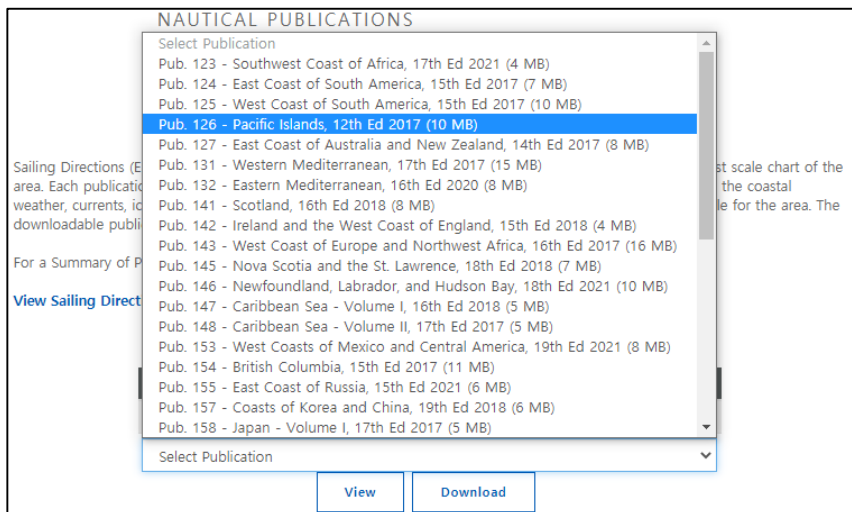 NAUTICAL PUBLICATIONS
Select Publication
Pub. 123 - Southwest Coast of Africa, 17th Ed 2021 (4 MB)
Pub. 124 - East Coast of South America, 15th Ed 2017 (7 MB)
Pub. 125 - West Coast of South America, 15th Ed 2017 (10 MB)
Pub. 126 - Pacific Islands, 12th Ed 2017 (10 MB)
Pub. 127 - East Coast of Australia and New Zealand, 14th Ed 2017 (8 MB)
Pub. 131 - Western Mediterranean, 17th Ed 2017 (15 MB)
Pub. 132 - Eastern Mediterranean, 16th Ed 2020 (8 MB)
Pub. 141 - Scotland, 16th Ed 2018 (8 MB)
Pub. 142 - Ireland and the West Coast of England, 15th Ed 2018 (4 MB)
Pub. 143 - West Coast of Europe and Northwest Africa, 16th Ed 2017 (16 MB)
Pub. 145 - Nova Scotia and the St. Lawrence, 18th Ed 2018 (7 MB)
Pub. 146 - Newfoundland, Labrador, and Hudson Bay, 18th Ed 2021 (10 MB)
Pub. 147 - Caribbean Sea - Volume I, 16th Ed 2018 (5 MB)
Pub. 148 - Caribbean Sea - Volume II, 17th Ed 2017 (5 MB)
Pub. 153 - West Coasts of Mexico and Central America, 19th Ed 2021 (8 MB)
Pub. 154 - British Columbia, 15th Ed 2017 (11 MB)
Pub. 155 - East Coast of Russia, 15th Ed 2021 (6 MB)
Pub. 157 - Coasts of Korea and China, 19th Ed 2018 (6 MB)
Pub. 158 - Japan - Volume I, 17th Ed 2017 (5 MB)
Sailing Directions (E st scale chart of the
area. Each publicatio the coastal
weather, currents, ic le for the area. The
downloadable publi
For a Summary of P
View Sailing Direct
Select Publication
View Download